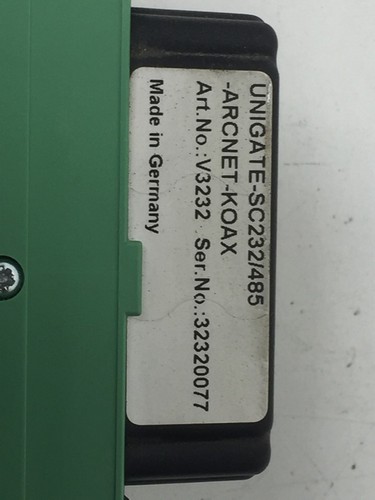 UNIGATE-SC232/485
-ARCNET-KOAX
Art.No.:V3232 Ser.No.:32320077
Made in Germany